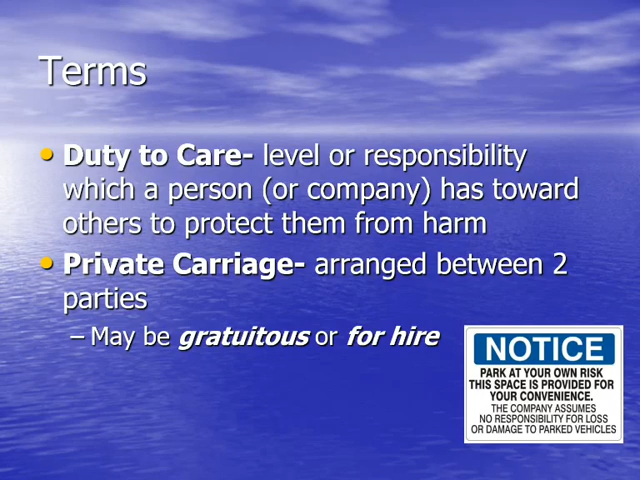 Terms
• Duty to Care- level or responsibility
which a person (or company) has toward
others to protect them from harm
• Private Carriage- arranged between 2
parties
– May be gratuitous or for hire
NOTICE
PARK AT YOUR OWN RISK
THIS SPACE IS PROVIDED FOR
YOUR CONVENIENCE.
THE COMPANY ASSUMES
NO RESPONSIBILITY FOR LOSS
OR DAMAGE TO PARKED VEHICLES